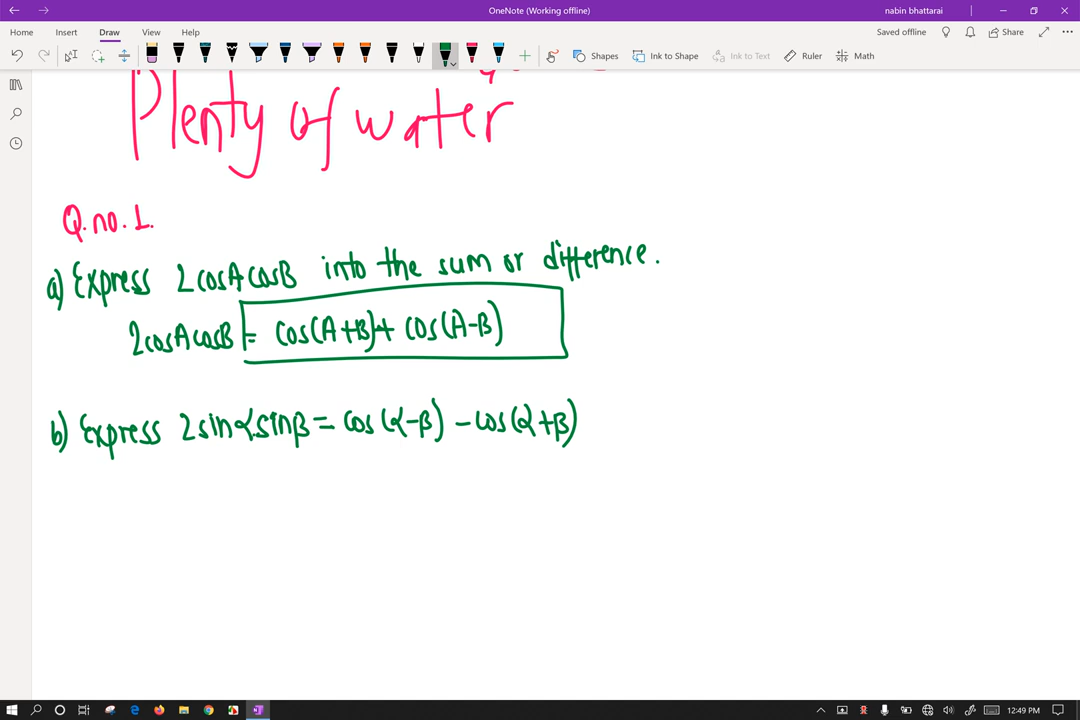 OneNote (Working offline)
nabin bhattarai
Home Insert Draw View Help
Saved offline Share
Shapes Ink to Shape Ink to Text Ruler Math
Plenty of water
Q.no.1.
a) Express 2cosAcosB into the sum or difference.
2cosAcosB = cos(A+B)+ cos(A-B)
b) Express 2sinα.sinβ = cos(α-β) - cos(α+β)
12:49 PM